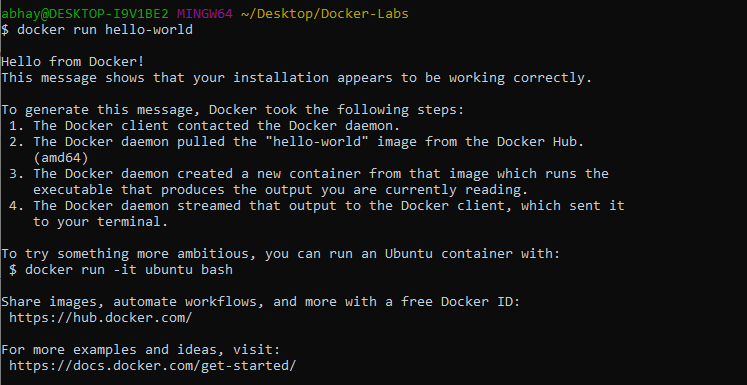 abhay@DESKTOP-I9V1BE2 MINGW64 ~/Desktop/Docker-Labs
$ docker run hello-world

Hello from Docker!
This message shows that your installation appears to be working correctly.

To generate this message, Docker took the following steps:
 1. The Docker client contacted the Docker daemon.
 2. The Docker daemon pulled the "hello-world" image from the Docker Hub.
    (amd64)
 3. The Docker daemon created a new container from that image which runs the
    executable that produces the output you are currently reading.
 4. The Docker daemon streamed that output to the Docker client, which sent it
    to your terminal.

To try something more ambitious, you can run an Ubuntu container with:
 $ docker run -it ubuntu bash

Share images, automate workflows, and more with a free Docker ID:
 https://hub.docker.com/

For more examples and ideas, visit:
 https://docs.docker.com/get-started/